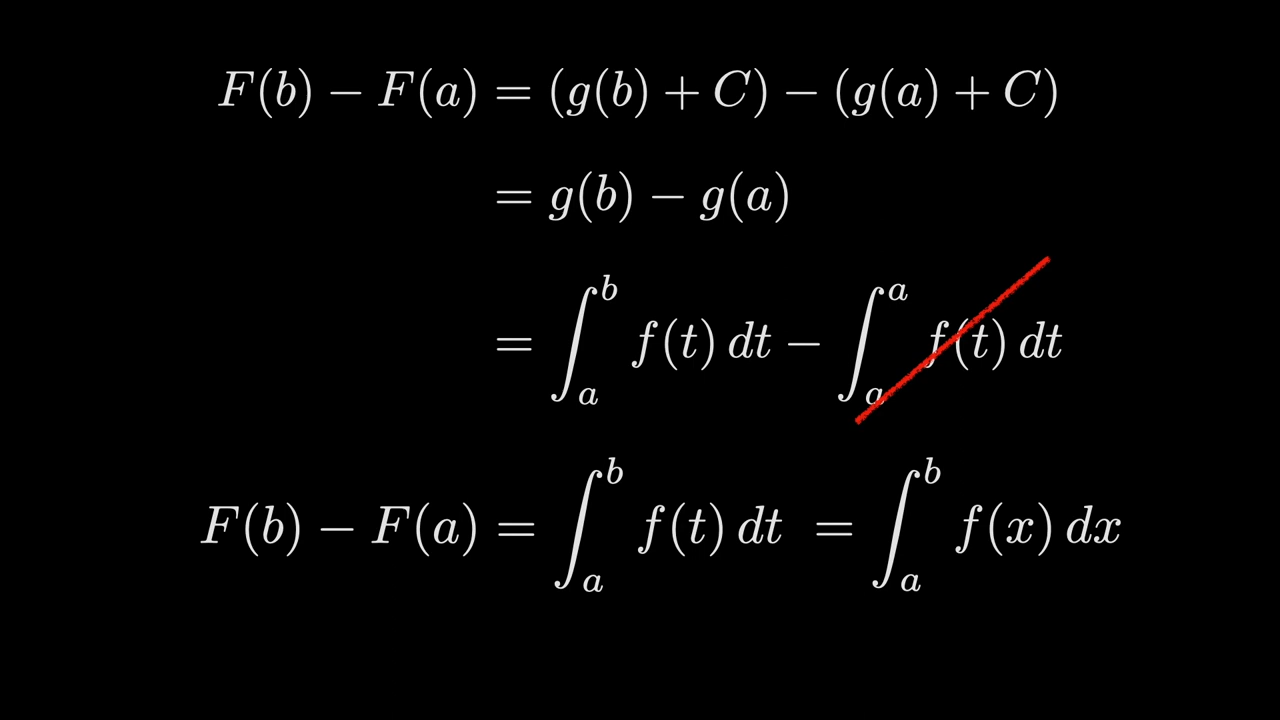 F(b) − F(a) = (g(b) + C) − (g(a) + C)
= g(b) − g(a)
= ∫_a^b f(t) dt − ∫_a^a f(t) dt
F(b) − F(a) = ∫_a^b f(t) dt = ∫_a^b f(x) dx